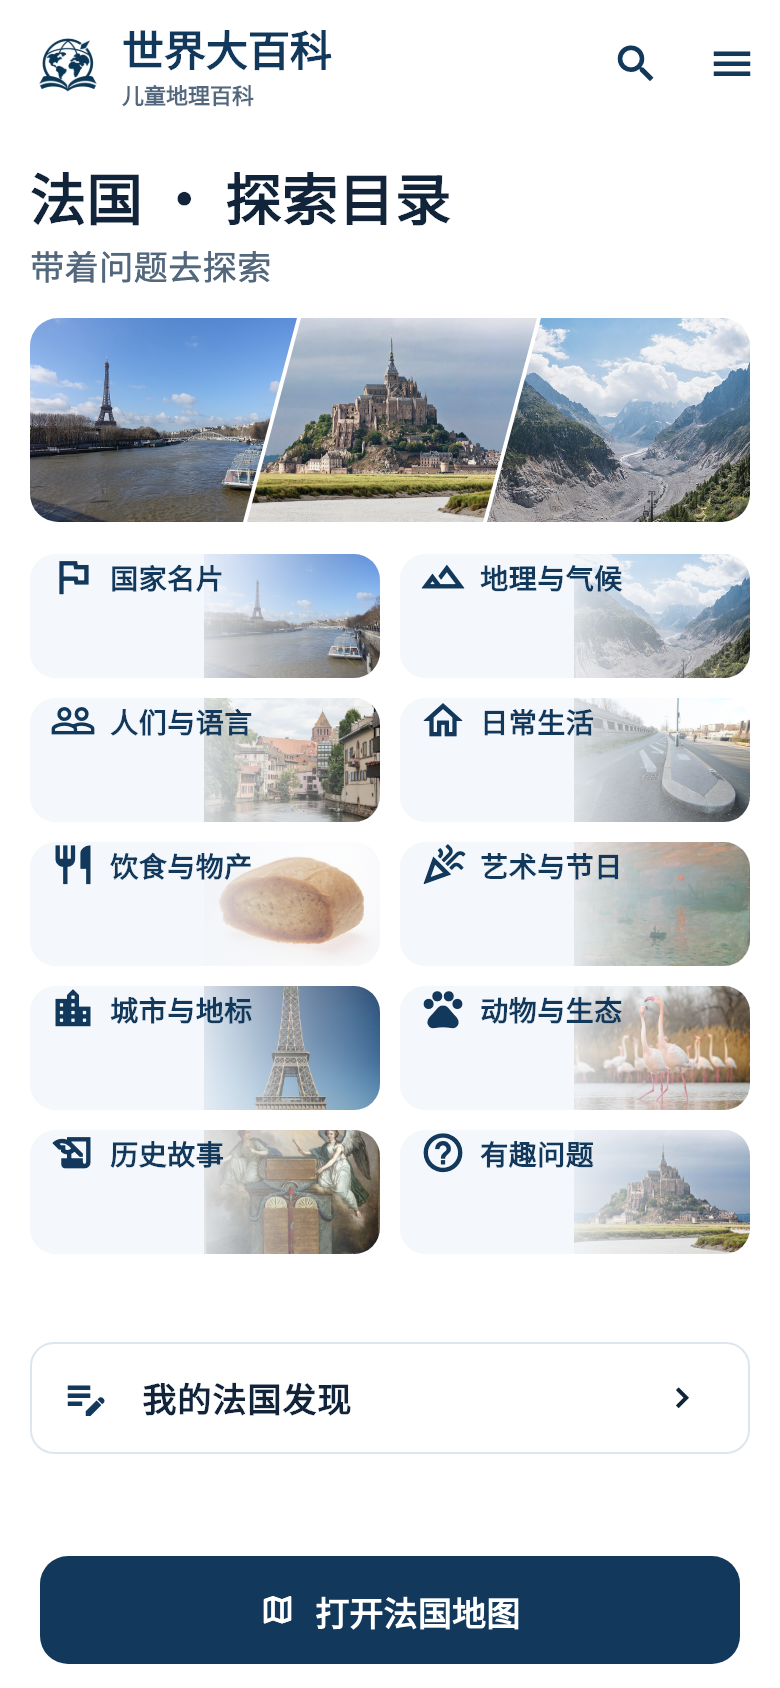 世界大百科
儿童地理百科
法国 · 探索目录
带着问题去探索
国家名片
地理与气候
人们与语言
日常生活
饮食与物产
艺术与节日
城市与地标
动物与生态
历史故事
有趣问题
我的法国发现
打开法国地图